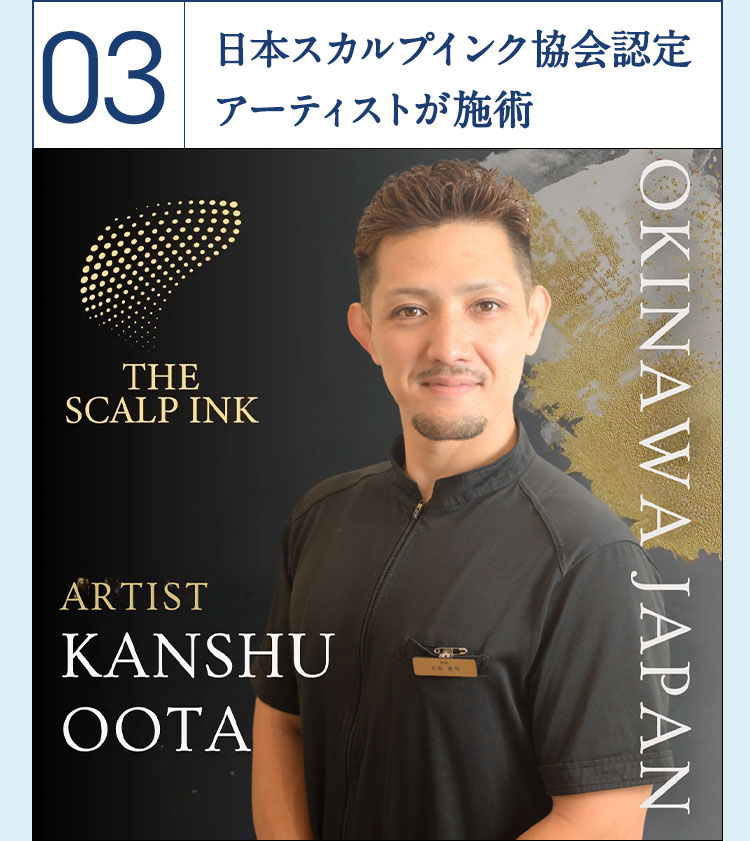 03
日本スカルプインク協会認定
アーティストが施術
THE
SCALP INK
OKINAWA JAPAN
ARTIST
KANSHU
OOTA